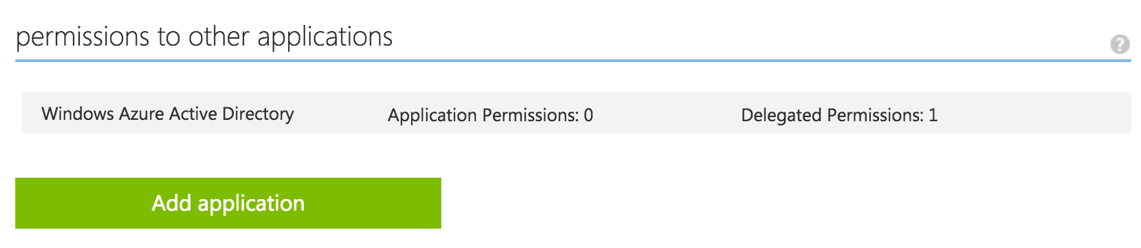 permissions to other applications
?
Windows Azure Active Directory Application Permissions: 0 Delegated Permissions: 1
Add application